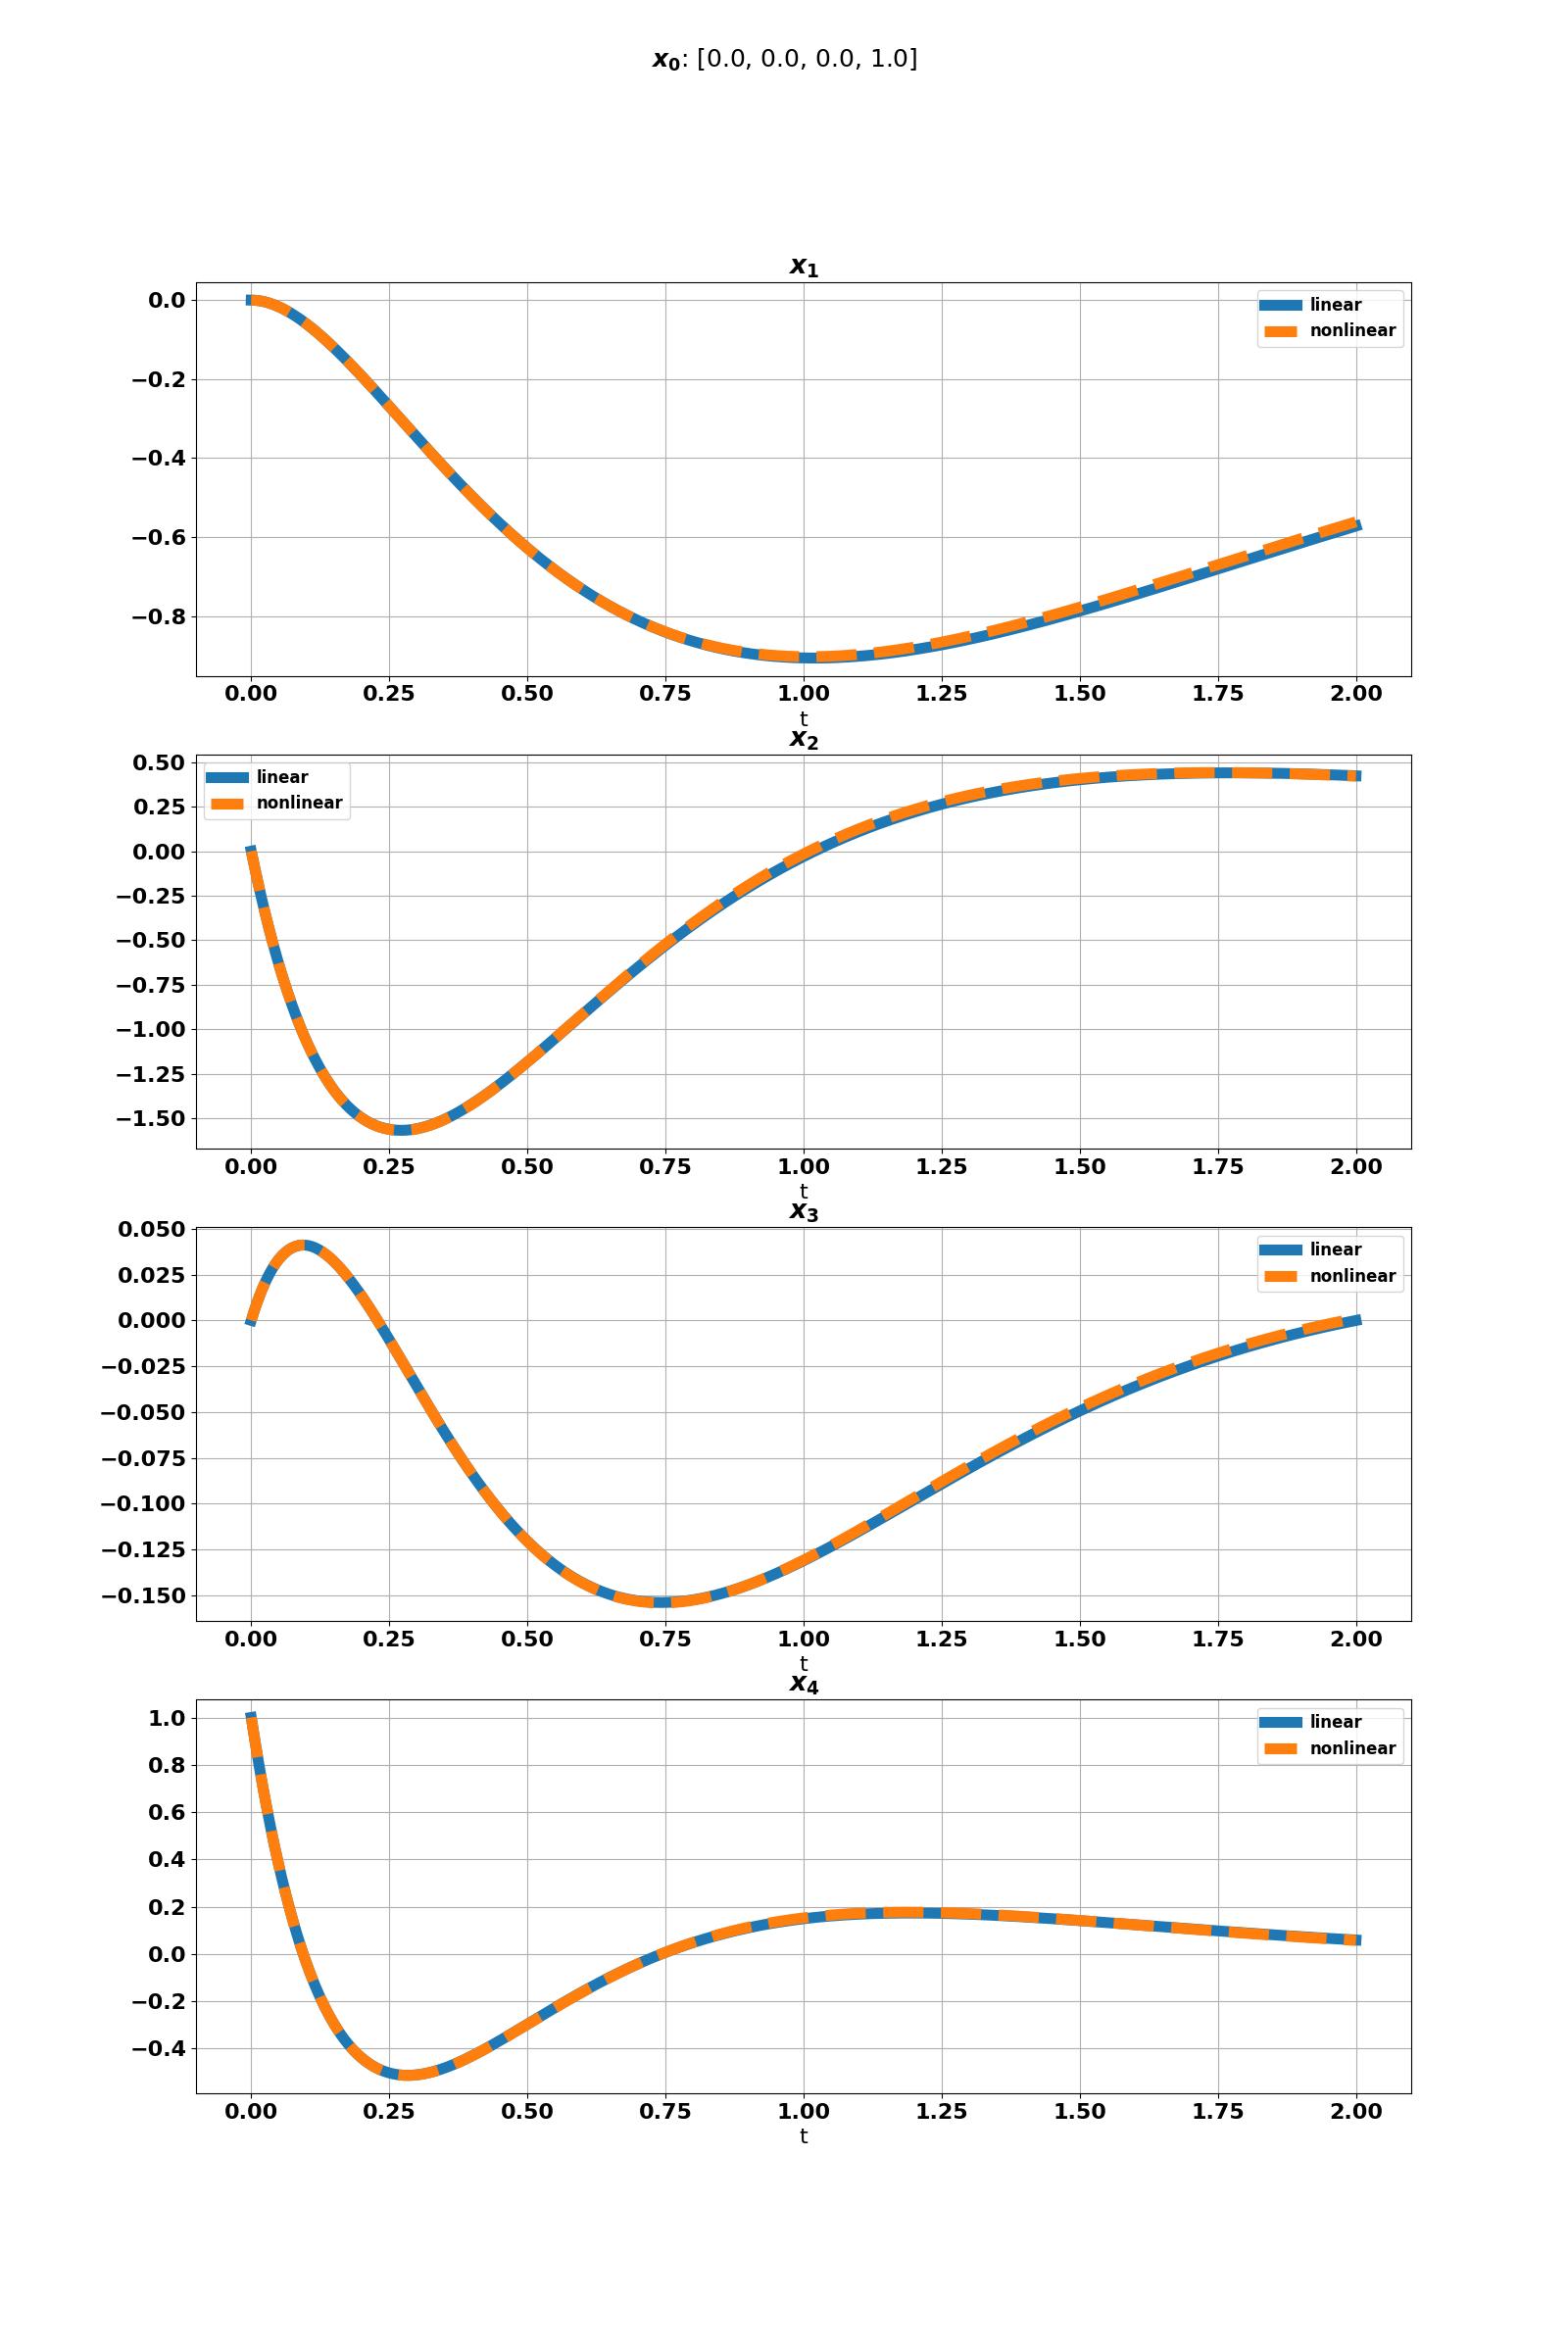 x₀: [0.0, 0.0, 0.0, 1.0]
x₁
0.0
−0.2
−0.4
−0.6
−0.8
linear
nonlinear
0.00 0.25 0.50 0.75 1.00 1.25 1.50 1.75 2.00
t
x₂
0.50
0.25
0.00
−0.25
−0.50
−0.75
−1.00
−1.25
−1.50
linear
nonlinear
0.00 0.25 0.50 0.75 1.00 1.25 1.50 1.75 2.00
t
x₃
0.050
0.025
0.000
−0.025
−0.050
−0.075
−0.100
−0.125
−0.150
linear
nonlinear
0.00 0.25 0.50 0.75 1.00 1.25 1.50 1.75 2.00
t
x₄
1.0
0.8
0.6
0.4
0.2
0.0
−0.2
−0.4
linear
nonlinear
0.00 0.25 0.50 0.75 1.00 1.25 1.50 1.75 2.00
t